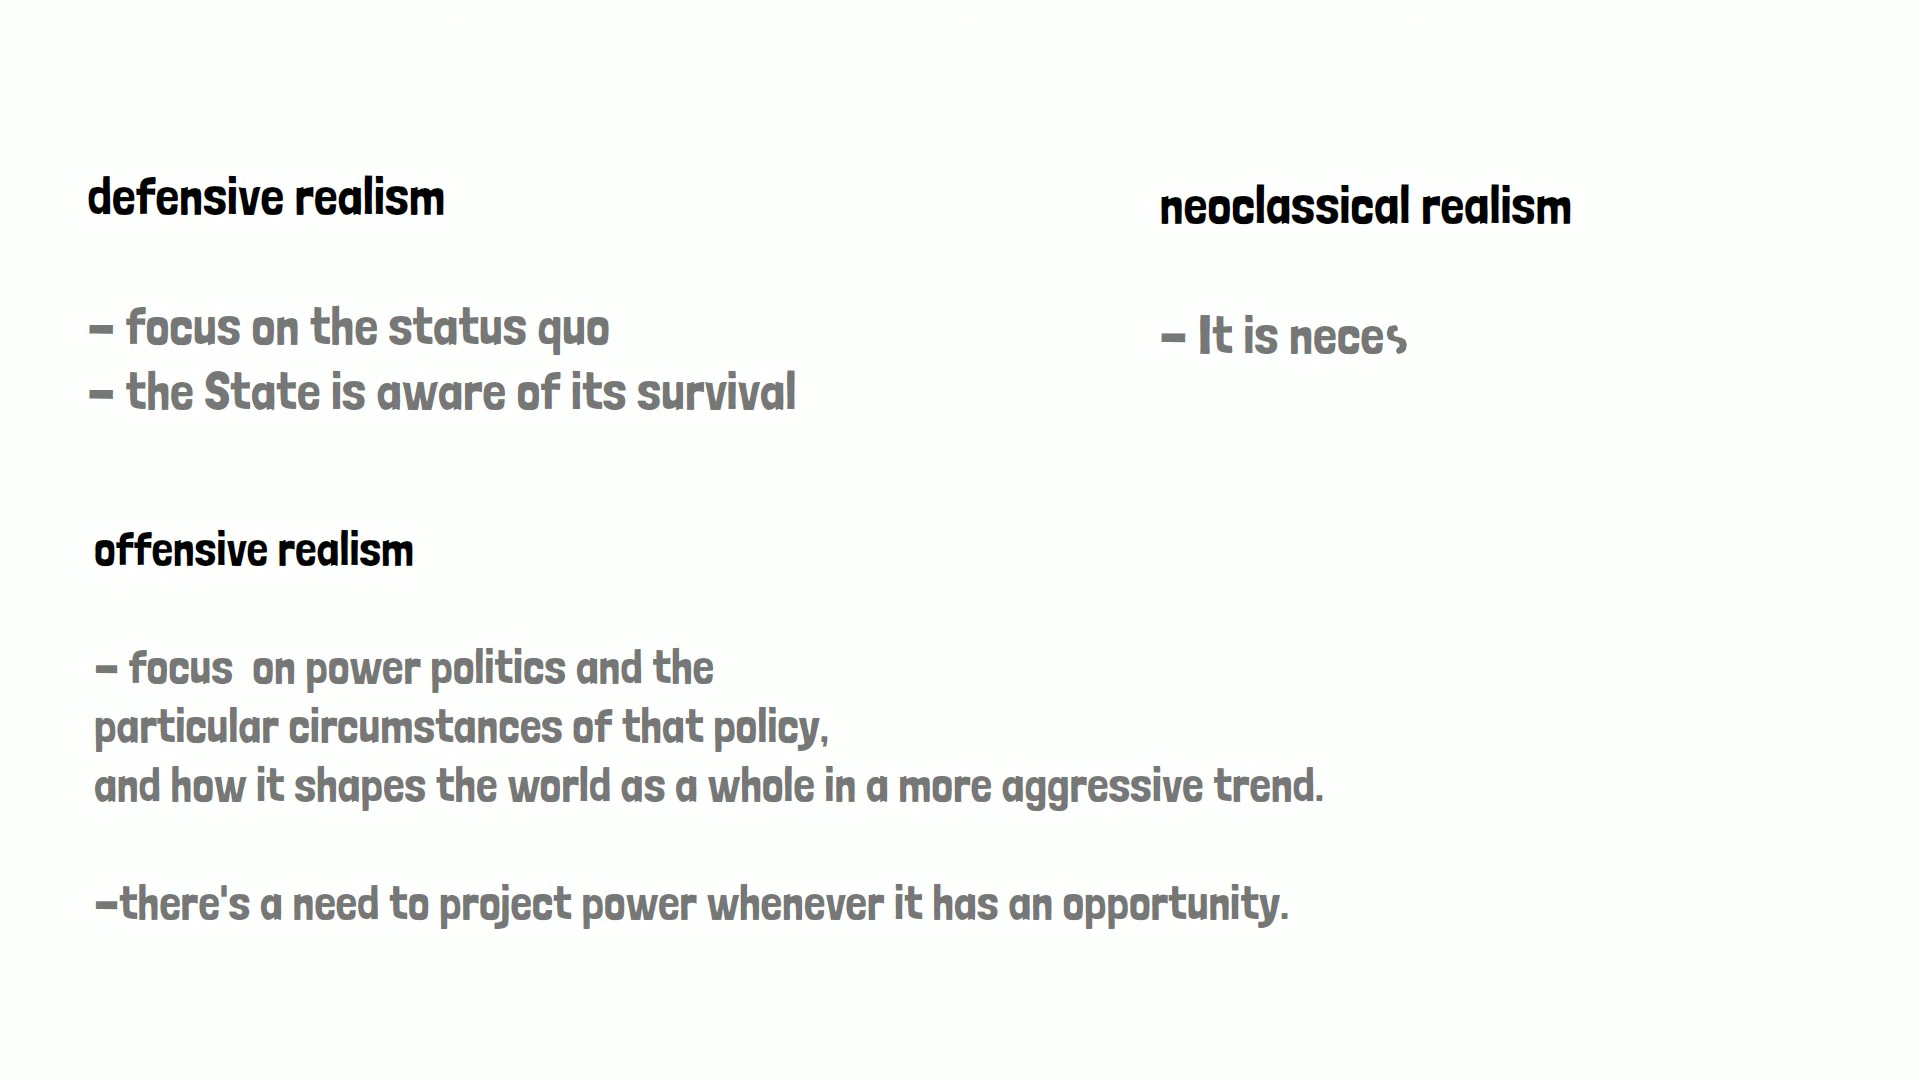 defensive realism
– focus on the status quo
– the State is aware of its survival
offensive realism
– focus  on power politics and the
particular circumstances of that policy,
and how it shapes the world as a whole in a more aggressive trend.
–there's a need to project power whenever it has an opportunity.
neoclassical realism
– It is neces